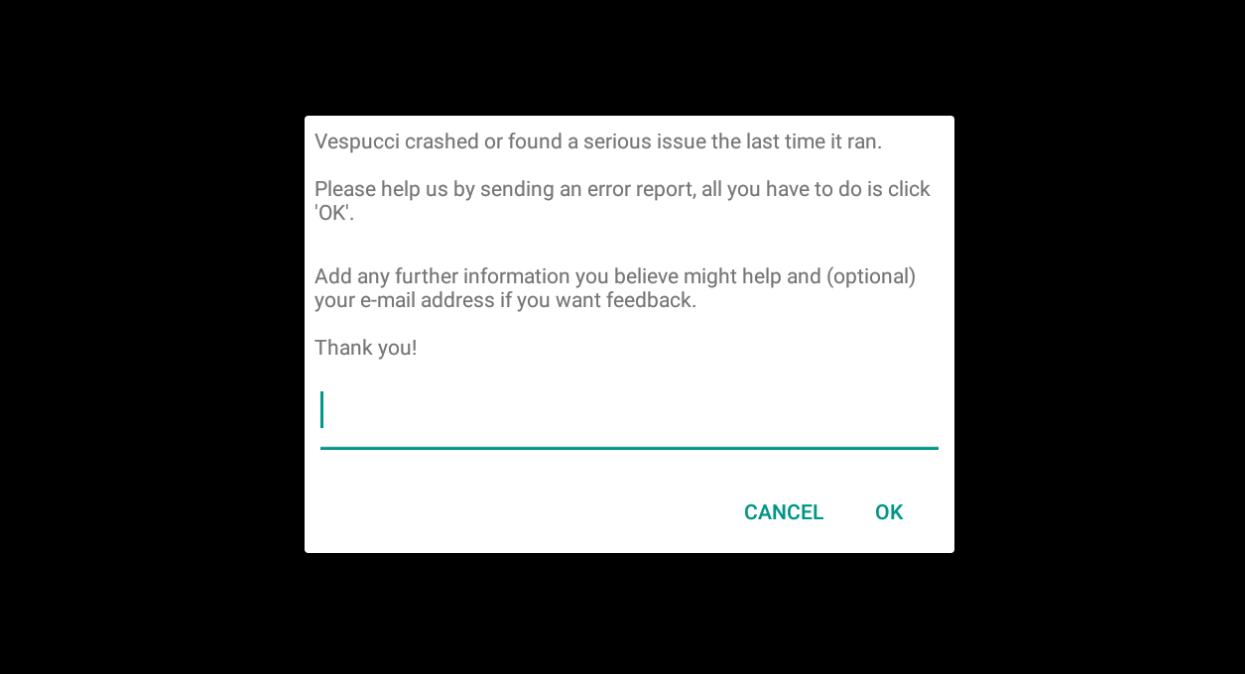 Vespucci crashed or found a serious issue the last time it ran.
Please help us by sending an error report, all you have to do is click
'OK'.
Add any further information you believe might help and (optional)
your e-mail address if you want feedback.
Thank you!
CANCEL OK